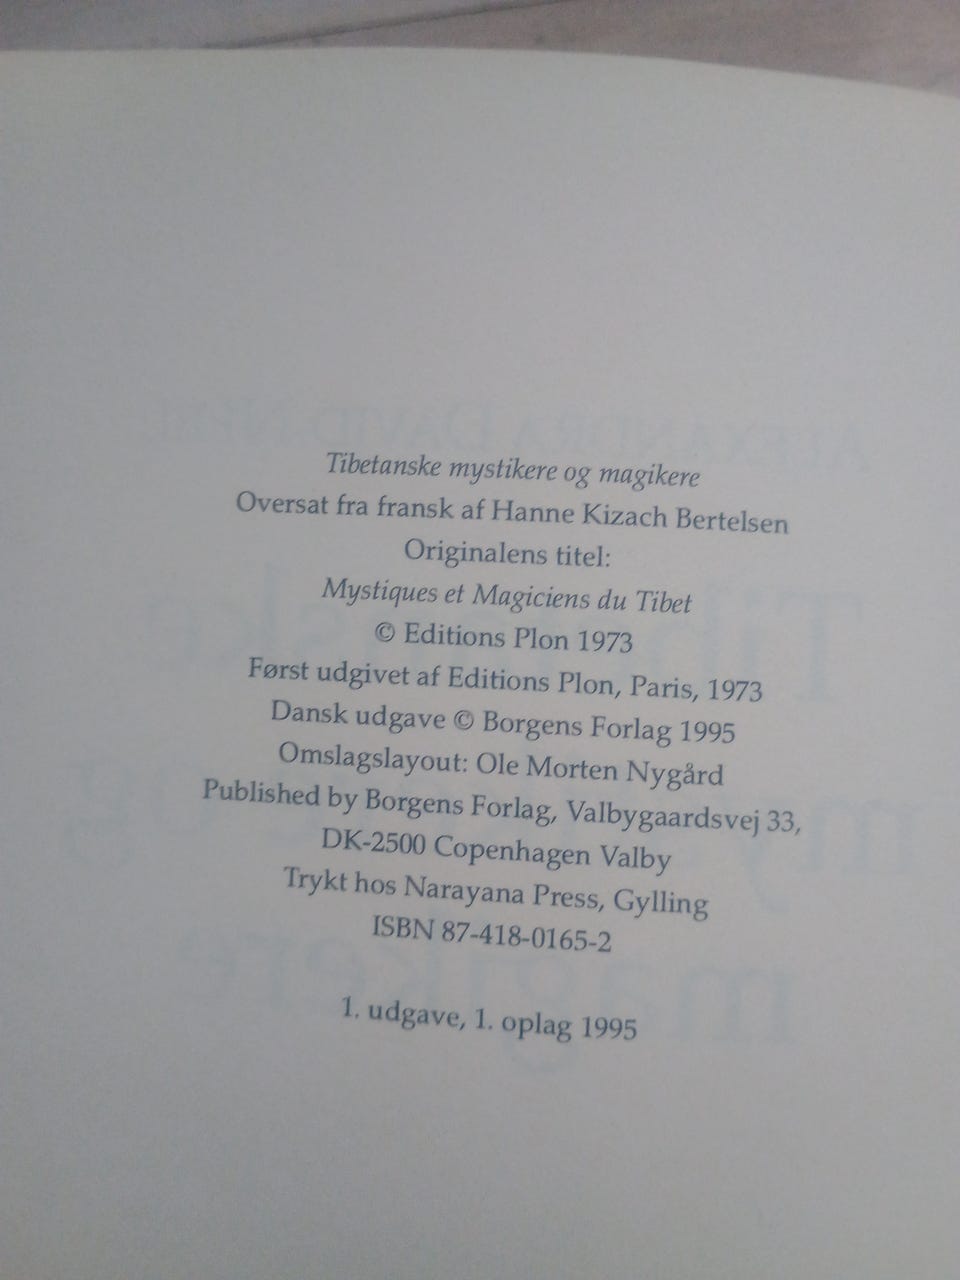 Tibetanske mystikere og magikere
Oversat fra fransk af Hanne Kizach Bertelsen
Originalens titel:
Mystiques et Magiciens du Tibet
© Editions Plon 1973
Først udgivet af Editions Plon, Paris, 1973
Dansk udgave © Borgens Forlag 1995
Omslagslayout: Ole Morten Nygård
Published by Borgens Forlag, Valbygaardsvej 33,
DK-2500 Copenhagen Valby
Trykt hos Narayana Press, Gylling
ISBN 87-418-0165-2
1. udgave, 1. oplag 1995